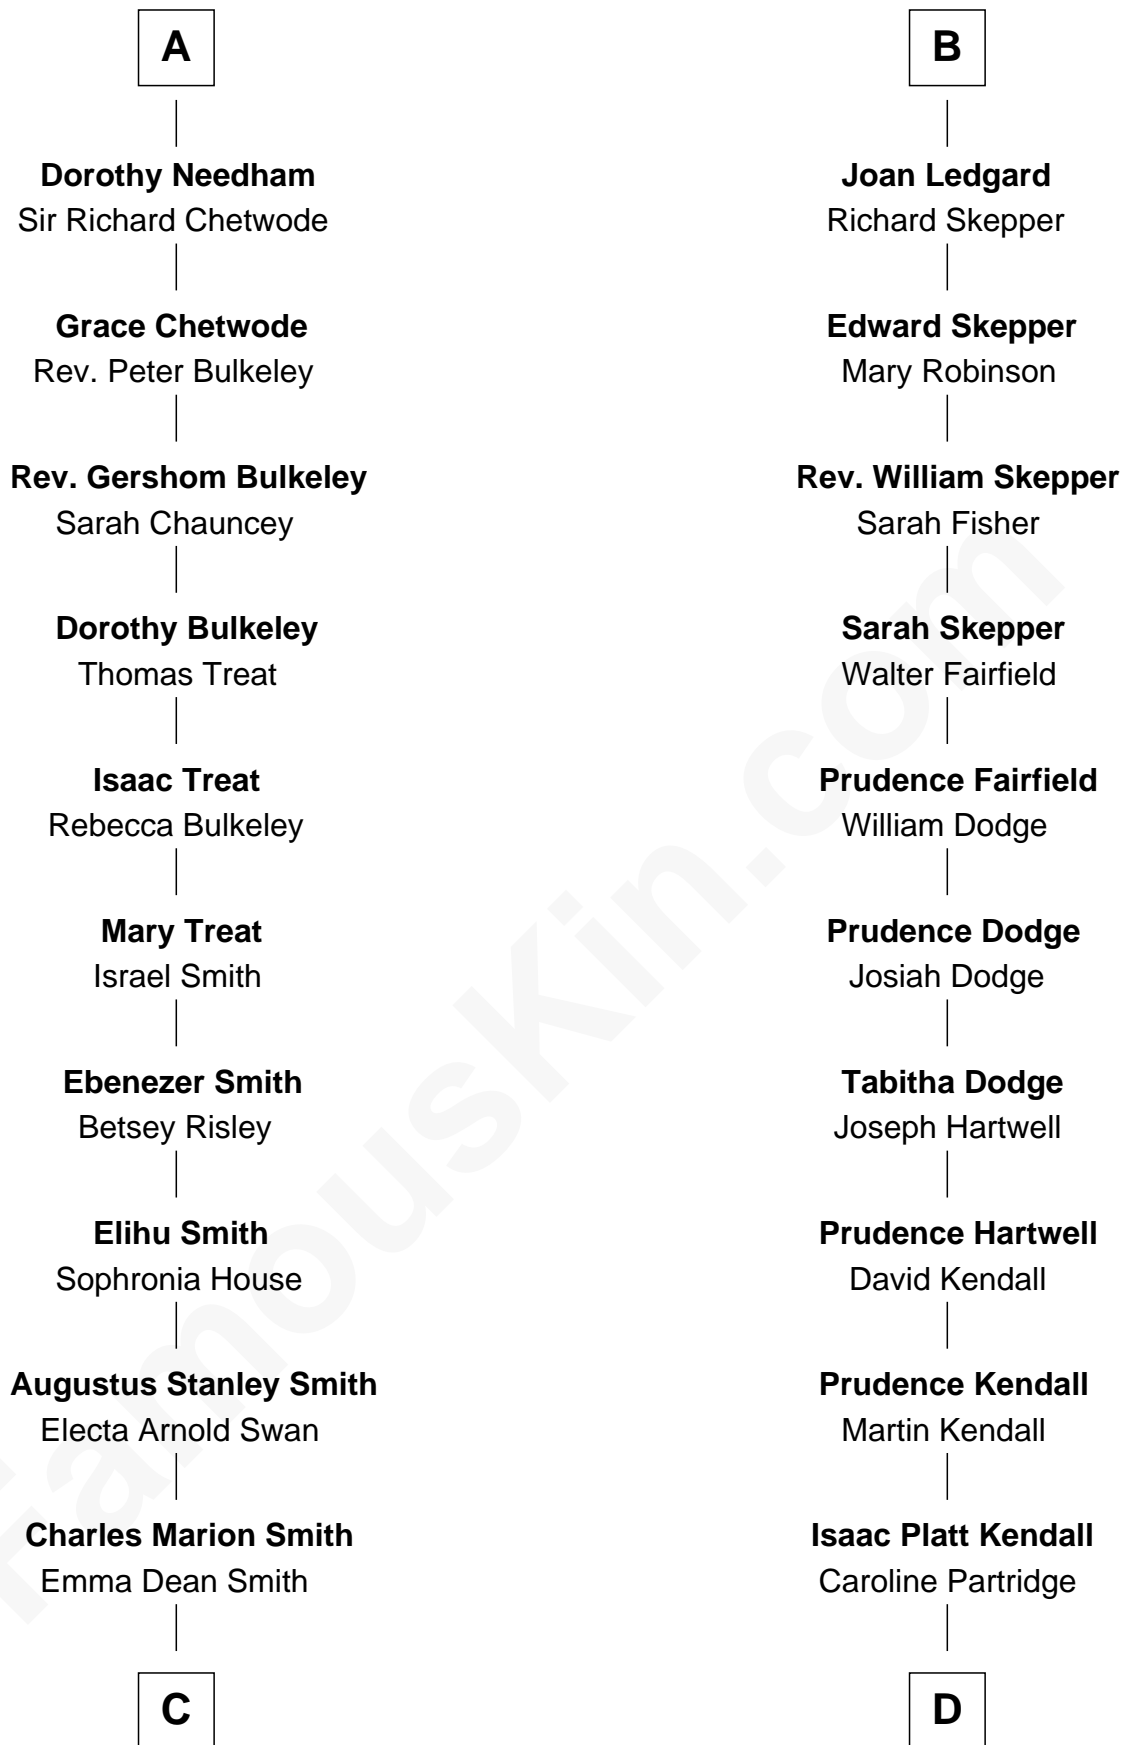 A
Dorothy Needham
Sir Richard Chetwode
Grace Chetwode
Rev. Peter Bulkeley
Rev. Gershom Bulkeley
Sarah Chauncey
Dorothy Bulkeley
Thomas Treat
Isaac Treat
Rebecca Bulkeley
Mary Treat
Israel Smith
Ebenezer Smith
Betsey Risley
Elihu Smith
Sophronia House
Augustus Stanley Smith
Electa Arnold Swan
Charles Marion Smith
Emma Dean Smith
C
B
Joan Ledgard
Richard Skepper
Edward Skepper
Mary Robinson
Rev. William Skepper
Sarah Fisher
Sarah Skepper
Walter Fairfield
Prudence Fairfield
William Dodge
Prudence Dodge
Josiah Dodge
Tabitha Dodge
Joseph Hartwell
Prudence Hartwell
David Kendall
Prudence Kendall
Martin Kendall
Isaac Platt Kendall
Caroline Partridge
D
FamousKin.com